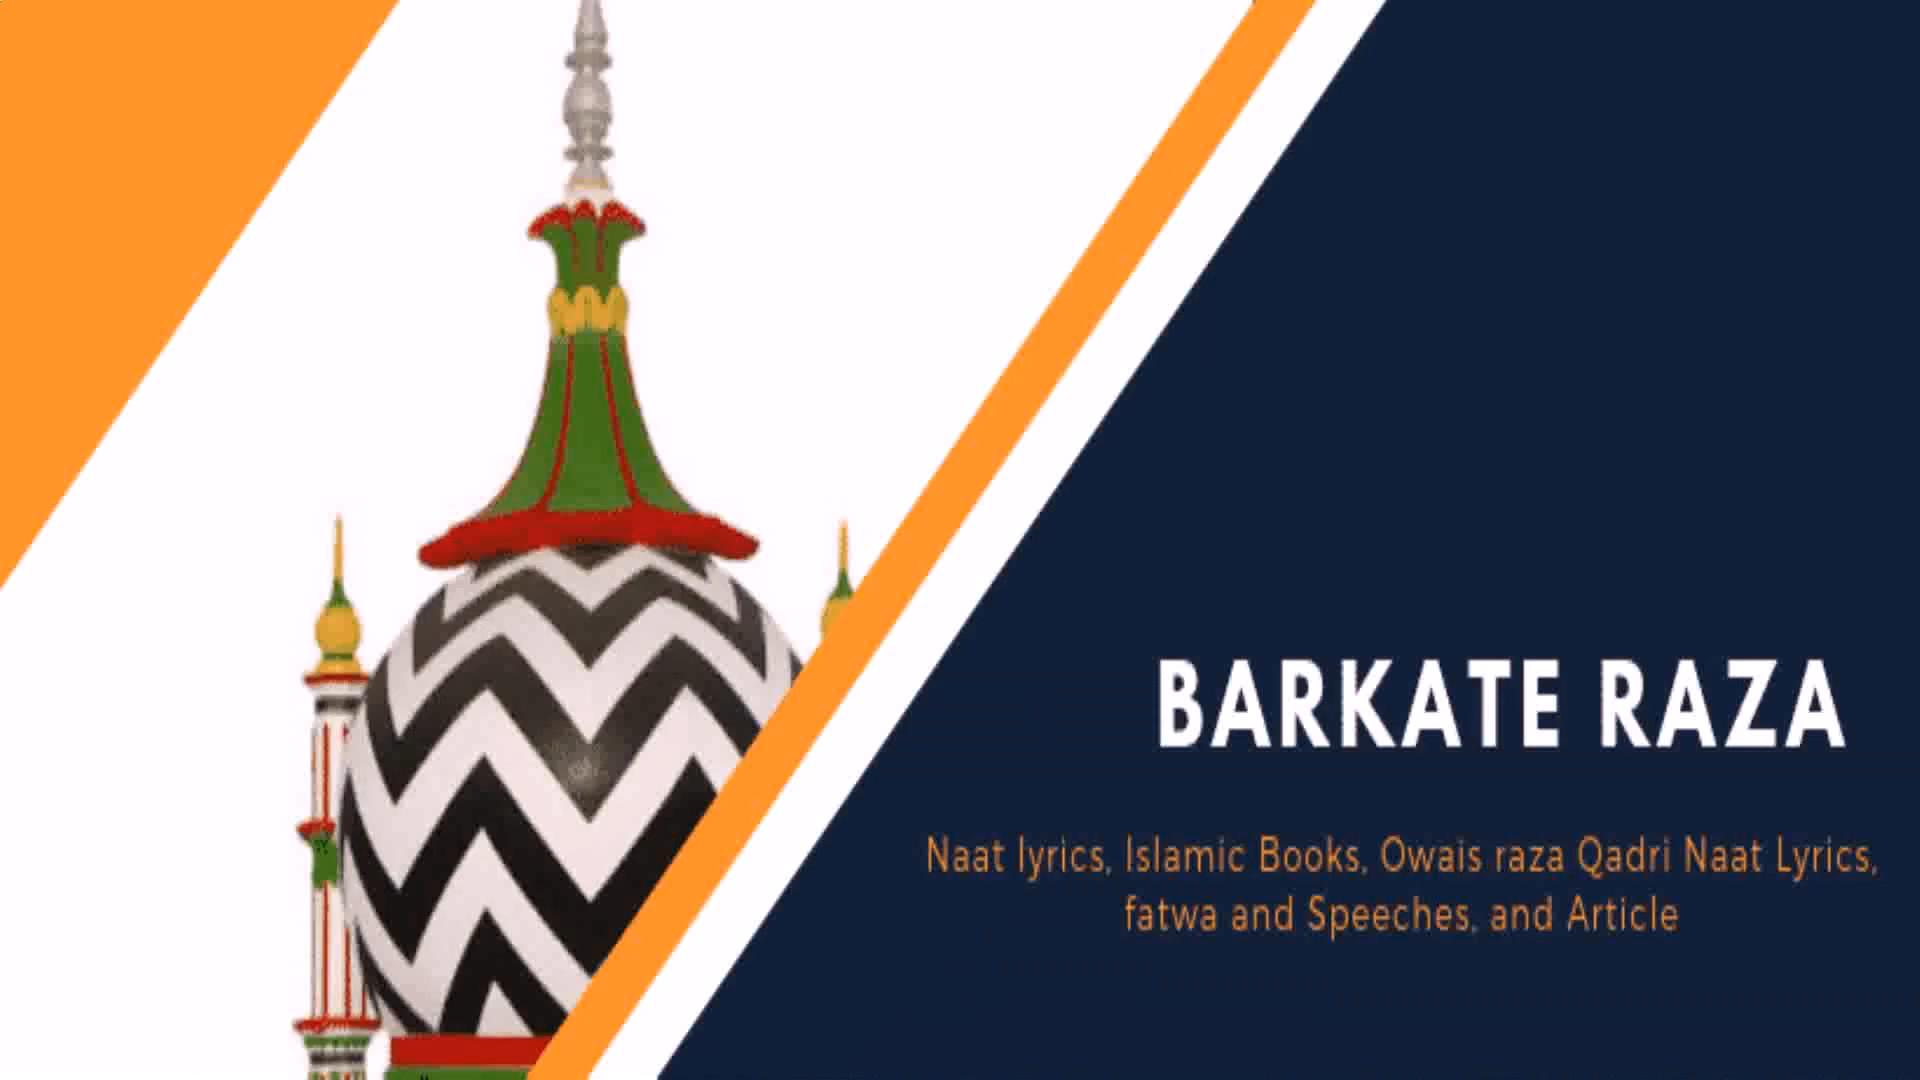 BARKATE RAZA
Naat lyrics, Islamic Books, Owais raza Qadri Naat Lyrics,
fatwa and Speeches, and Article